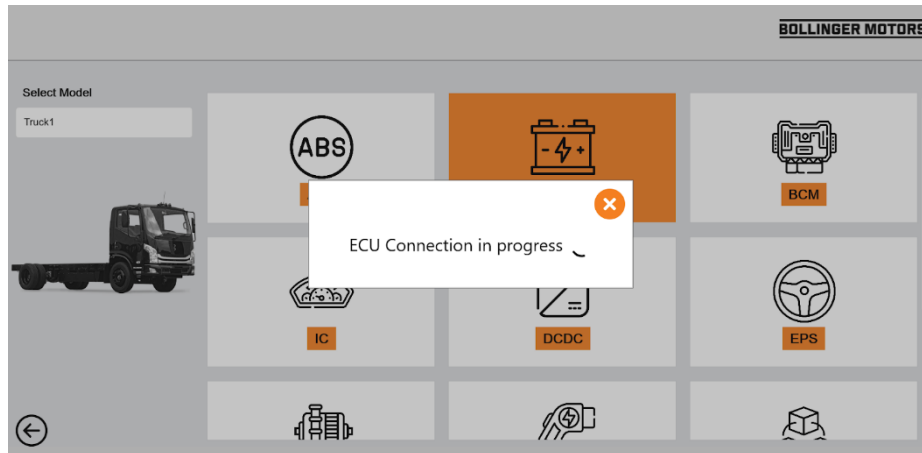 BOLLINGER MOTORS
Select Model
Truck1
ABS
BCM
ECU Connection in progress
IC
DCDC
EPS